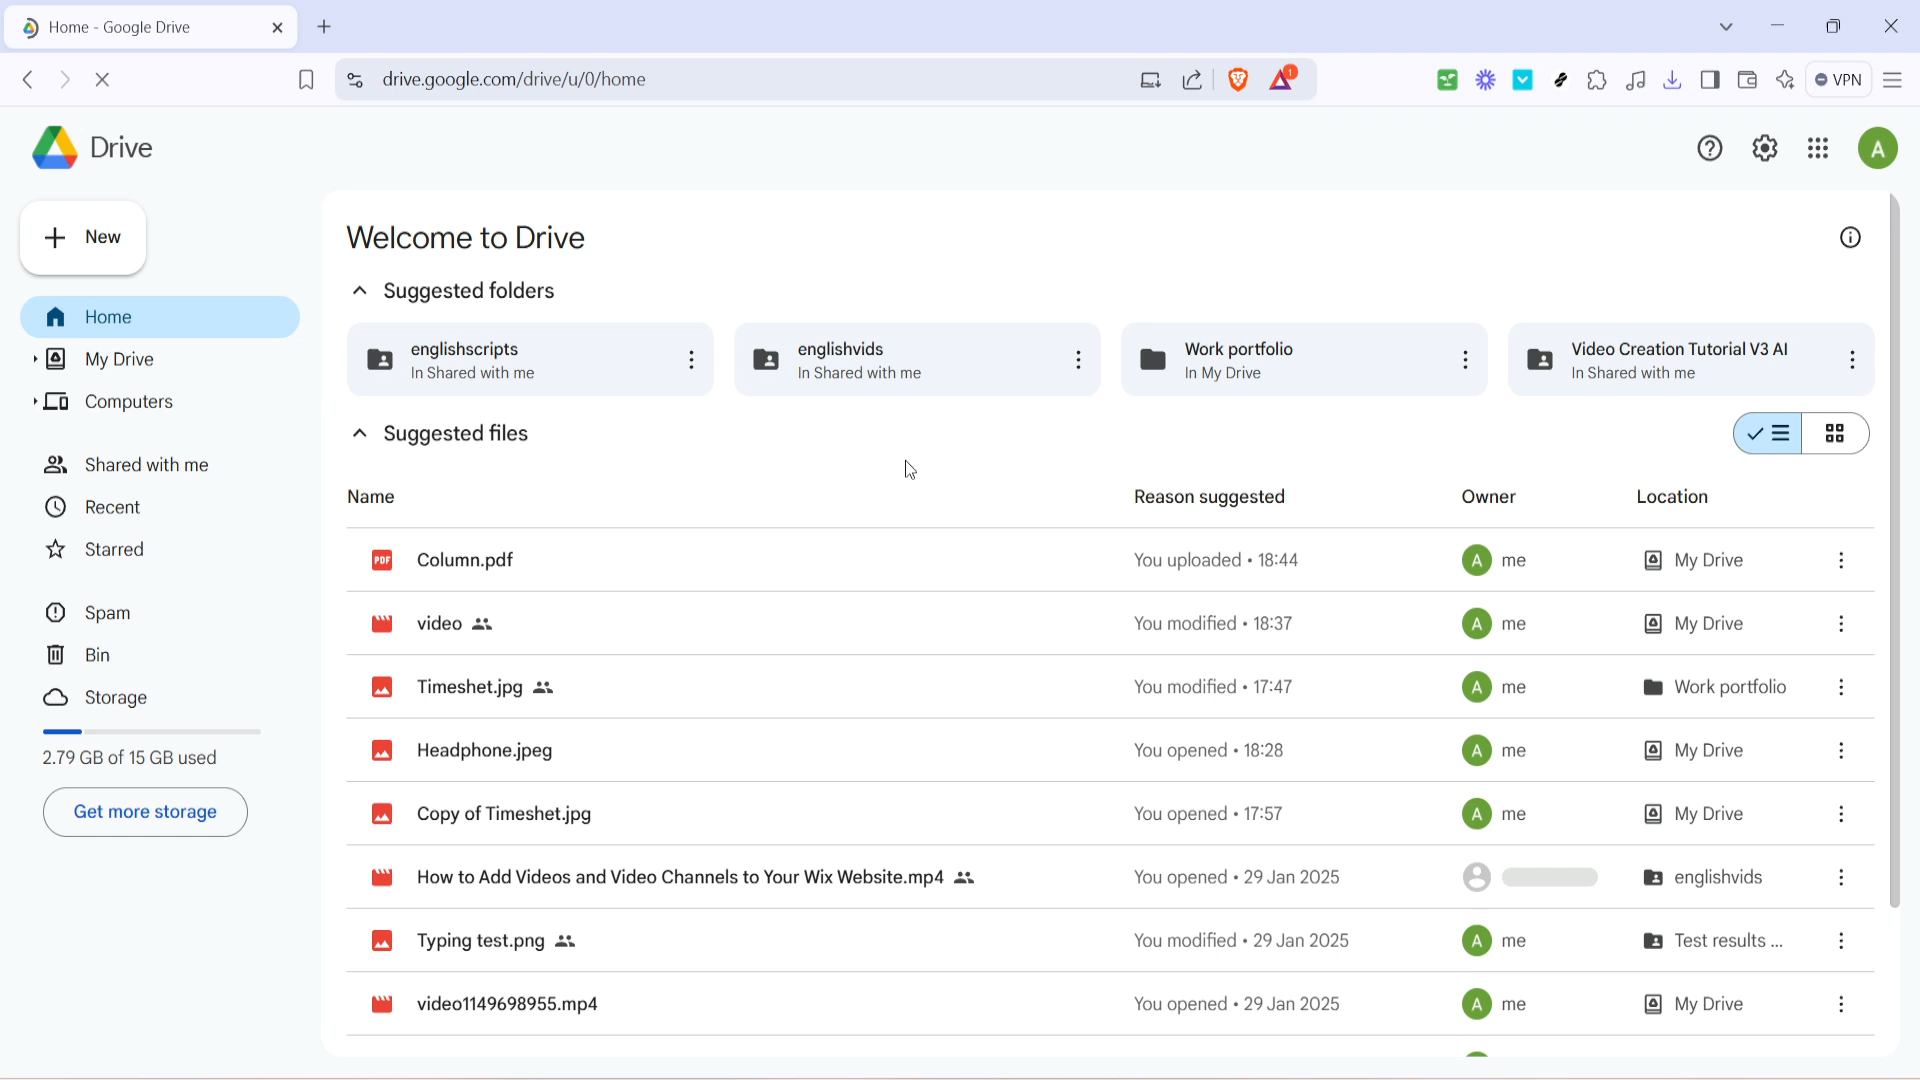 Home - Google Drive
drive.google.com/drive/u/0/home
1
VPN
Drive
A
New
Home
My Drive
Computers
Shared with me
Recent
Starred
Spam
Bin
Storage
2.79 GB of 15 GB used
Get more storage
Welcome to Drive
Suggested folders
englishscripts
In Shared with me
englishvids
In Shared with me
Work portfolio
In My Drive
Video Creation Tutorial V3 AI
In Shared with me
Suggested files
Name Reason suggested Owner Location
PDF Column.pdf You uploaded • 18:44 A me My Drive
video You modified • 18:37 A me My Drive
Timeshet.jpg You modified • 17:47 A me Work portfolio
Headphone.jpeg You opened • 18:28 A me My Drive
Copy of Timeshet.jpg You opened • 17:57 A me My Drive
How to Add Videos and Video Channels to Your Wix Website.mp4 You opened • 29 Jan 2025 englishvids
Typing test.png You modified • 29 Jan 2025 A me Test results ...
video1149698955.mp4 You opened • 29 Jan 2025 A me My Drive